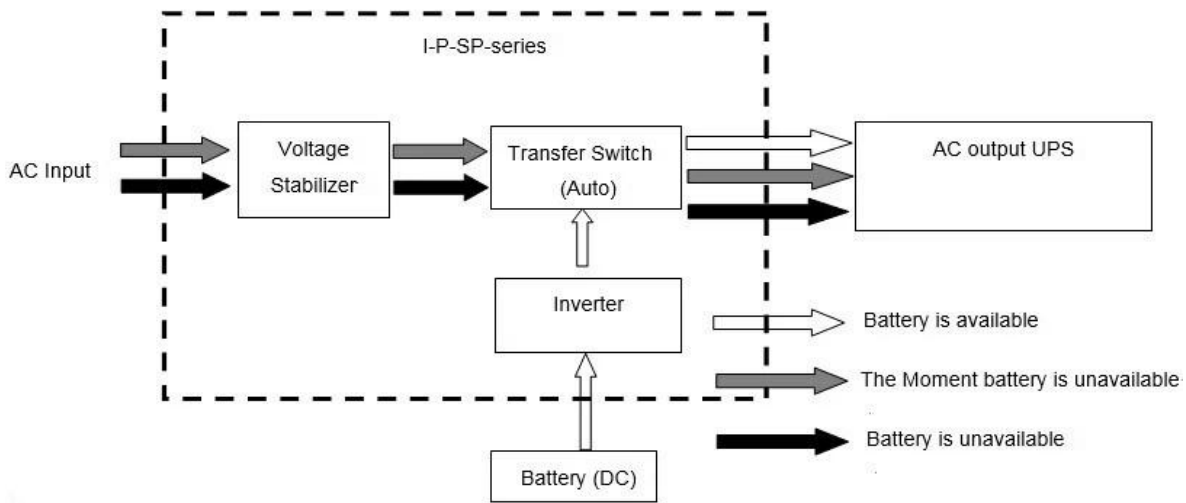 I-P-SP-series
AC Input
Voltage
Stabilizer
Transfer Switch
(Auto)
AC output UPS
Inverter
Battery (DC)
Battery is available
The Moment battery is unavailable
Battery is unavailable